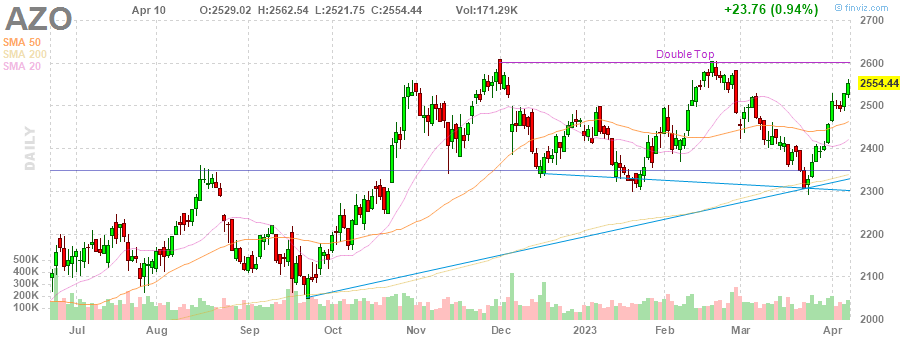 AZO Apr 10 O:2529.02 H:2562.54 L:2521.75 C:2554.44 Vol:171.29K +23.76 (0.94%) © finviz.com
SMA 50
SMA 200
SMA 20
DAILY
Double Top
2700
2600
2554.44
2500
2400
2300
2200
2100
2000
500K
400K
300K
200K
100K
Jul Aug Sep Oct Nov Dec 2023 Feb Mar Apr